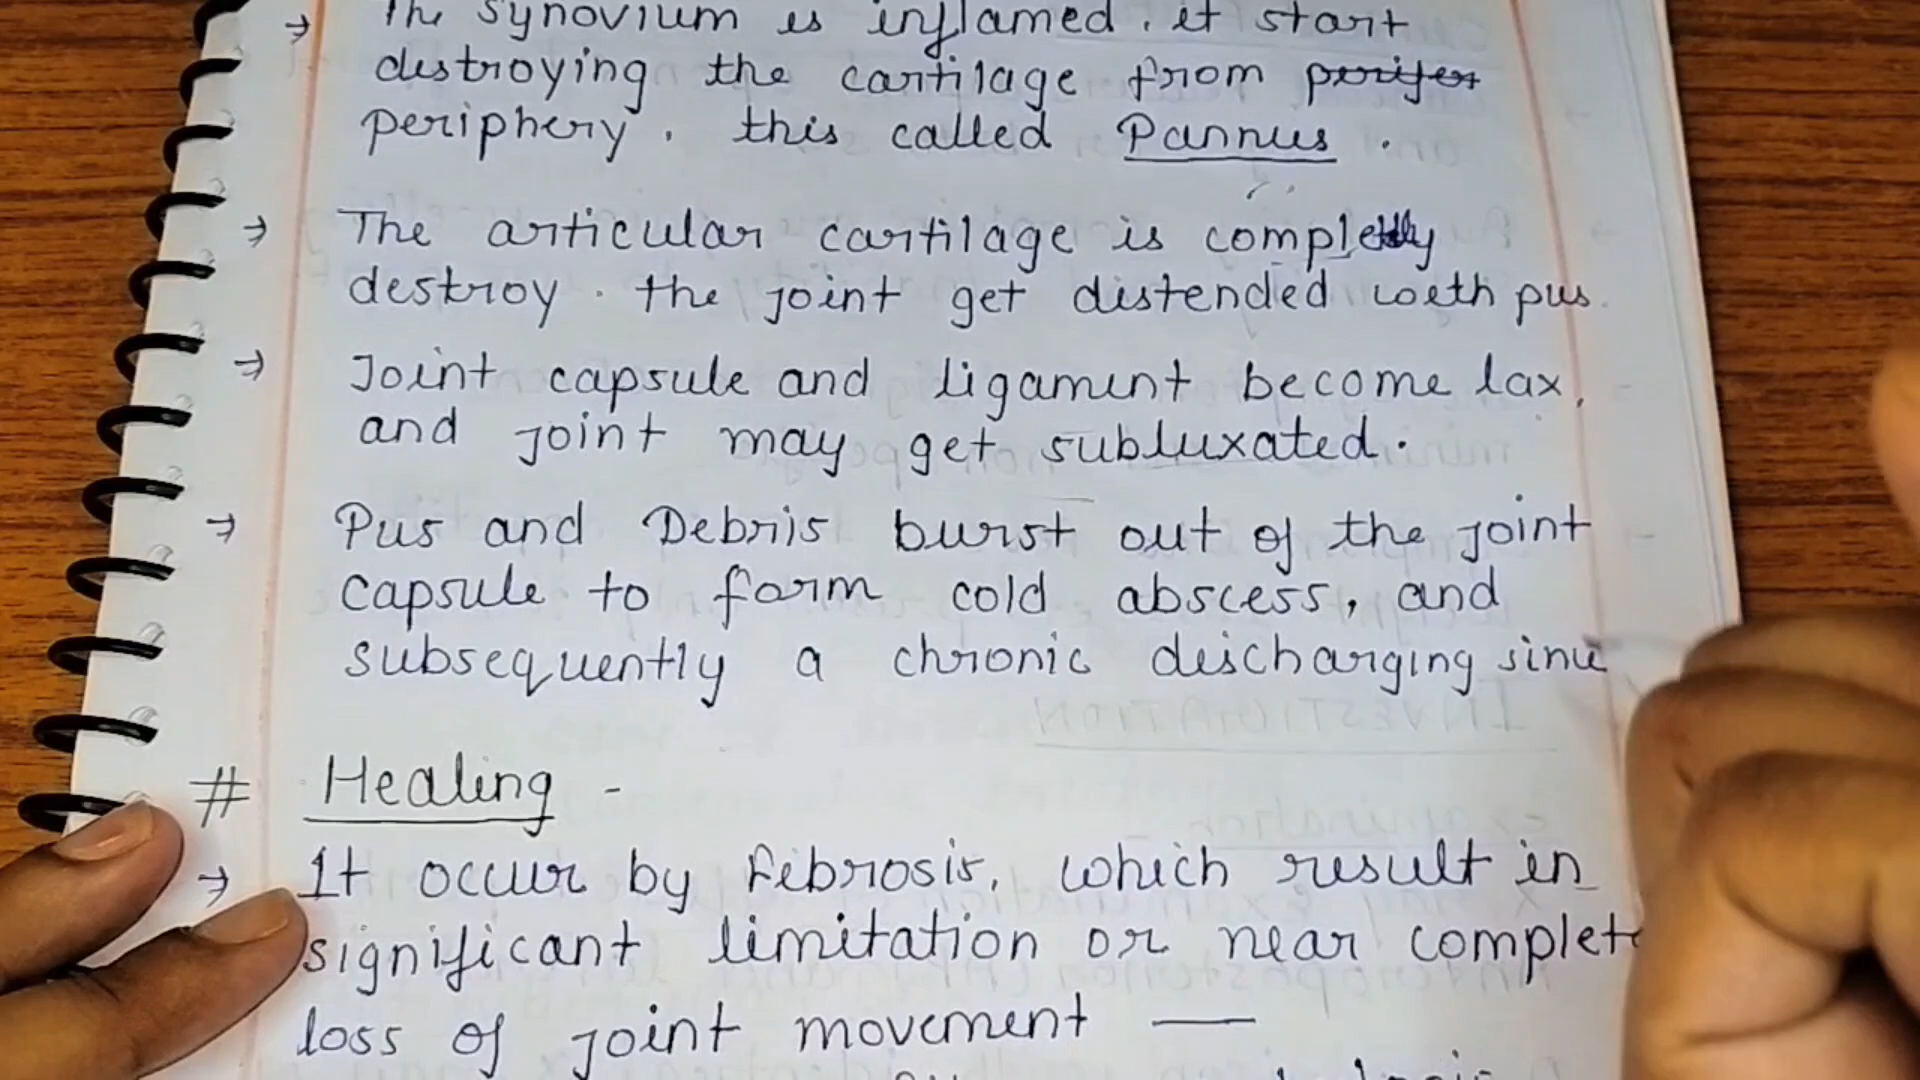 → The synovium is inflamed. it start
destroying the cartilage from
periphery. this called Pannus.
→ The articular cartilage is completly
destroy. the joint get distended with pus.
→ Joint capsule and ligament become lax,
and joint may get subluxated.
→ Pus and Debris burst out of the joint
capsule to form cold abscess, and
subsequently a chronic discharging sinu
# Healing -
→ It occur by fibrosis, which result in
significant limitation or near complete
loss of joint movement —